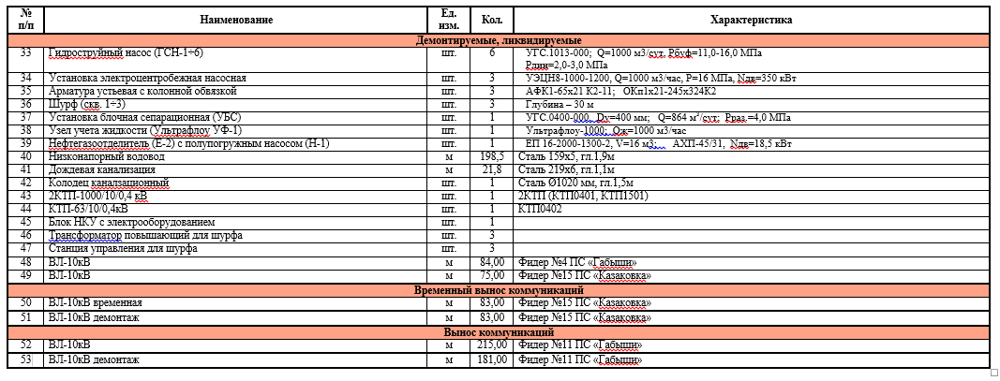 № п/п Наименование Ед. изм. Кол. Характеристика
Демонтируемые, ликвидируемые
33 Гидроструйный насос (ГСН-1÷6) шт. 6 УГС.1013-000; Q=1000 м3/сут, Рбуф=11,0-16,0 МПа
Рлин=2,0-3,0 МПа
34 Установка электроцентробежная насосная шт. 3 УЭЦН8-1000-1200, Q=1000 м3/час, Р=16 МПа, Nдв=350 кВт
35 Арматура устьевая с колонной обвязкой шт. 3 АФК1-65х21 К2-11; ОКп1х21-245х324К2
36 Шурф (скв. 1÷3) шт. 3 Глубина – 30 м
37 Установка блочная сепарационная (УБС) шт. 1 УГС.0400-000, Dy=400 мм; Q=864 м³/сут; Рраз.=4,0 МПа
38 Узел учета жидкости (Ультрафлоу УФ-1) шт. 1 Ультрафлоу-1000; Qж=1000 м3/час
39 Нефтегазоотделитель (Е-2) с полупогружным насосом (Н-1) шт. 1 ЕП 16-2000-1300-2, V=16 м3; АХП-45/31, Nдв=18,5 кВт
40 Низконапорный водовод м 198,5 Сталь 159х5, гл.1,9м
41 Дождевая канализация м 21,8 Сталь 219х6, гл.1,1м
42 Колодец каналзационный шт. 1 Сталь Ø1020 мм, гл.1,5м
43 2КТП-1000/10/0,4 кВ шт. 1 2КТП (КТП0401, КТП1501)
44 КТП-63/10/0,4кВ шт. 1 КТП0402
45 Блок НКУ с электрооборудованием шт. 1
46 Трансформатор повышающий для шурфа шт. 3
47 Станция управления для шурфа шт. 3
48 ВЛ-10кВ м 84,00 Фидер №4 ПС «Габыши»
49 ВЛ-10кВ м 75,00 Фидер №15 ПС «Казаковка»
Временный вынос коммуникаций
50 ВЛ-10кВ временная м 83,00 Фидер №15 ПС «Казаковка»
51 ВЛ-10кВ демонтаж м 83,00 Фидер №15 ПС «Казаковка»
Вынос коммуникаций
52 ВЛ-10кВ м 215,00 Фидер №11 ПС «Габыши»
53 ВЛ-10кВ демонтаж м 181,00 Фидер №11 ПС «Габыши»